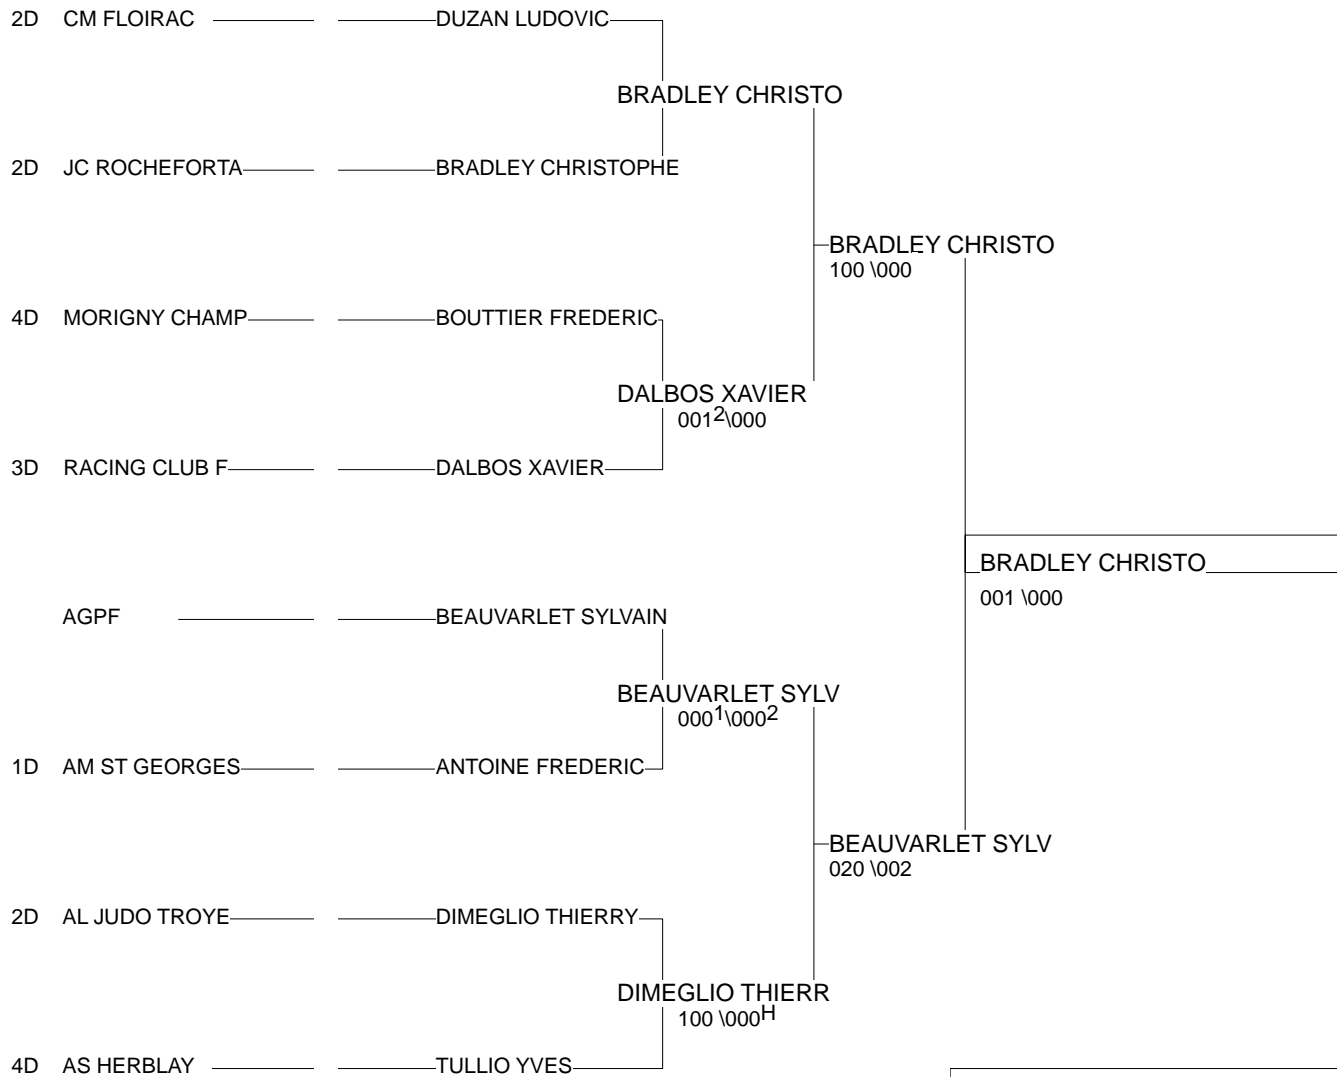 2D CM FLOIRAC DUZAN LUDOVIC
BRADLEY CHRISTO
2D JC ROCHEFORTA BRADLEY CHRISTOPHE
BRADLEY CHRISTO
100 \000
4D MORIGNY CHAMP BOUTTIER FREDERIC
DALBOS XAVIER
001²\000
3D RACING CLUB F DALBOS XAVIER
BRADLEY CHRISTO
001 \000
AGPF BEAUVARLET SYLVAIN
BEAUVARLET SYLV
000¹\000²
1D AM ST GEORGES ANTOINE FREDERIC
BEAUVARLET SYLV
020 \002
2D AL JUDO TROYE DIMEGLIO THIERRY
DIMEGLIO THIERR
100 \000ᴴ
4D AS HERBLAY TULLIO YVES